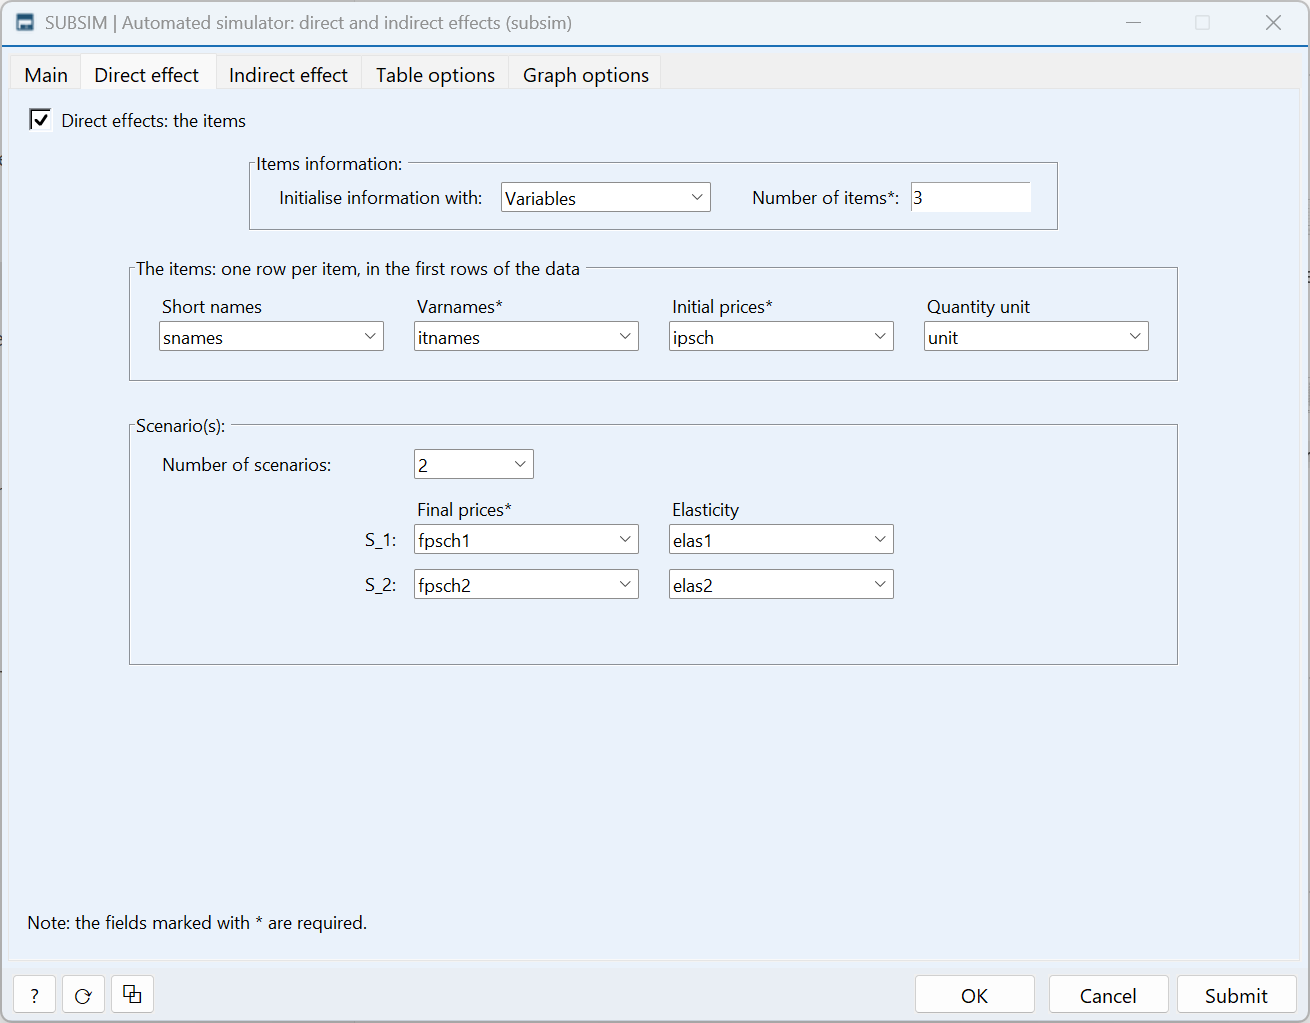 SUBSIM | Automated simulator: direct and indirect effects (subsim)
Main Direct effect Indirect effect Table options Graph options
Direct effects: the items
Items information:
Initialise information with: Variables Number of items*: 3
The items: one row per item, in the first rows of the data
Short names Varnames* Initial prices* Quantity unit
snames itnames ipsch unit
Scenario(s):
Number of scenarios: 2
Final prices* Elasticity
S_1: fpsch1 elas1
S_2: fpsch2 elas2
Note: the fields marked with * are required.
? OK Cancel Submit